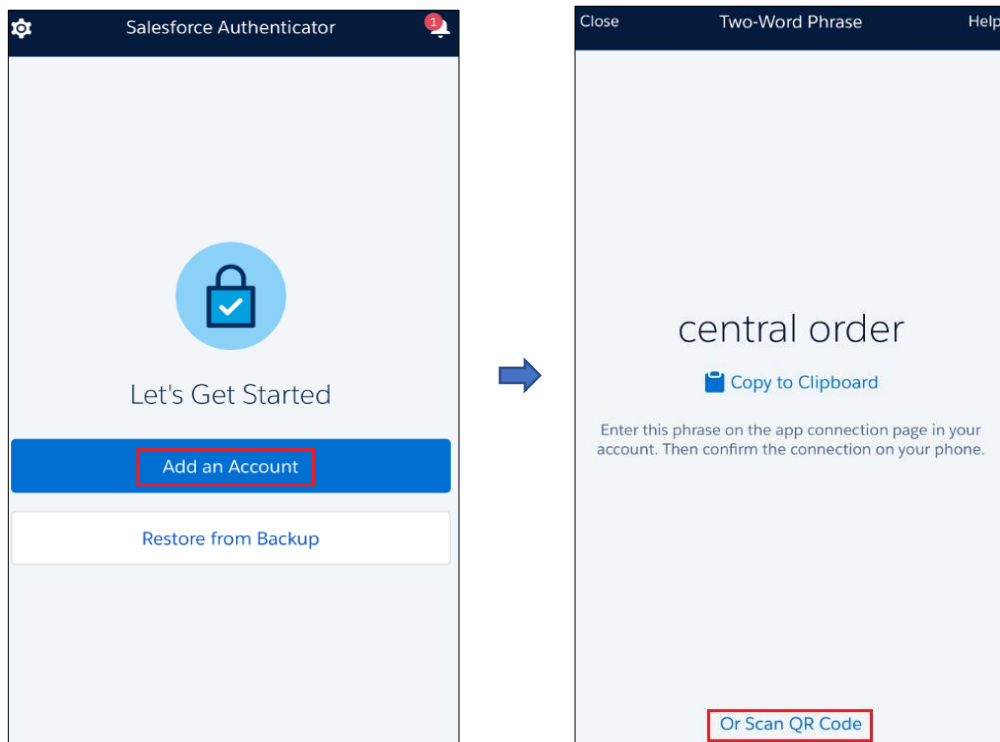 Salesforce Authenticator
1
Let's Get Started
Add an Account
Restore from Backup
Close
Two-Word Phrase
Help
central order
Copy to Clipboard
Enter this phrase on the app connection page in your
account. Then confirm the connection on your phone.
Or Scan QR Code